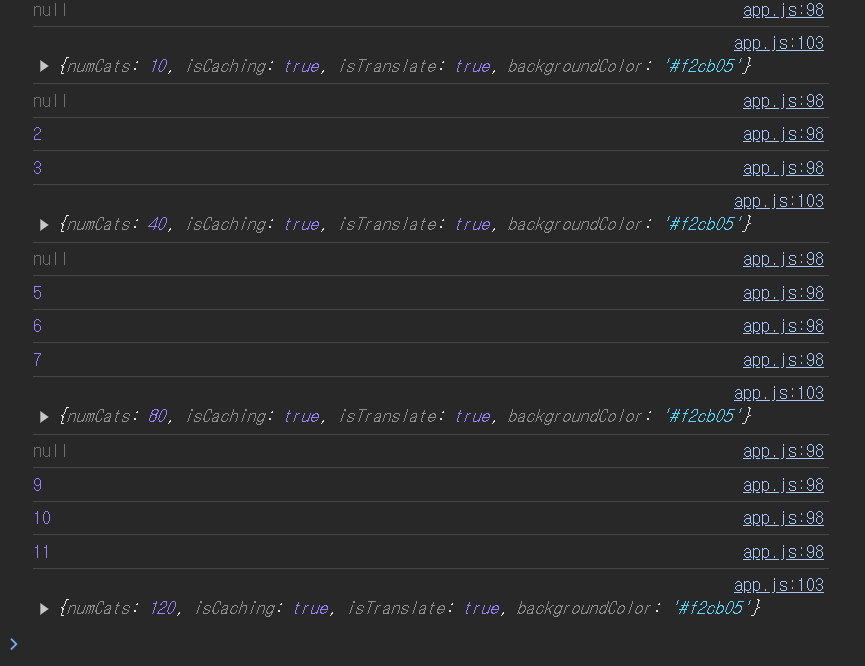 null app.js:98
app.js:103
▶ {numCats: 10, isCaching: true, isTranslate: true, backgroundColor: '#f2cb05'}
null app.js:98
2 app.js:98
3 app.js:98
app.js:103
▶ {numCats: 40, isCaching: true, isTranslate: true, backgroundColor: '#f2cb05'}
null app.js:98
5 app.js:98
6 app.js:98
7 app.js:98
app.js:103
▶ {numCats: 80, isCaching: true, isTranslate: true, backgroundColor: '#f2cb05'}
null app.js:98
9 app.js:98
10 app.js:98
11 app.js:98
app.js:103
▶ {numCats: 120, isCaching: true, isTranslate: true, backgroundColor: '#f2cb05'}
>